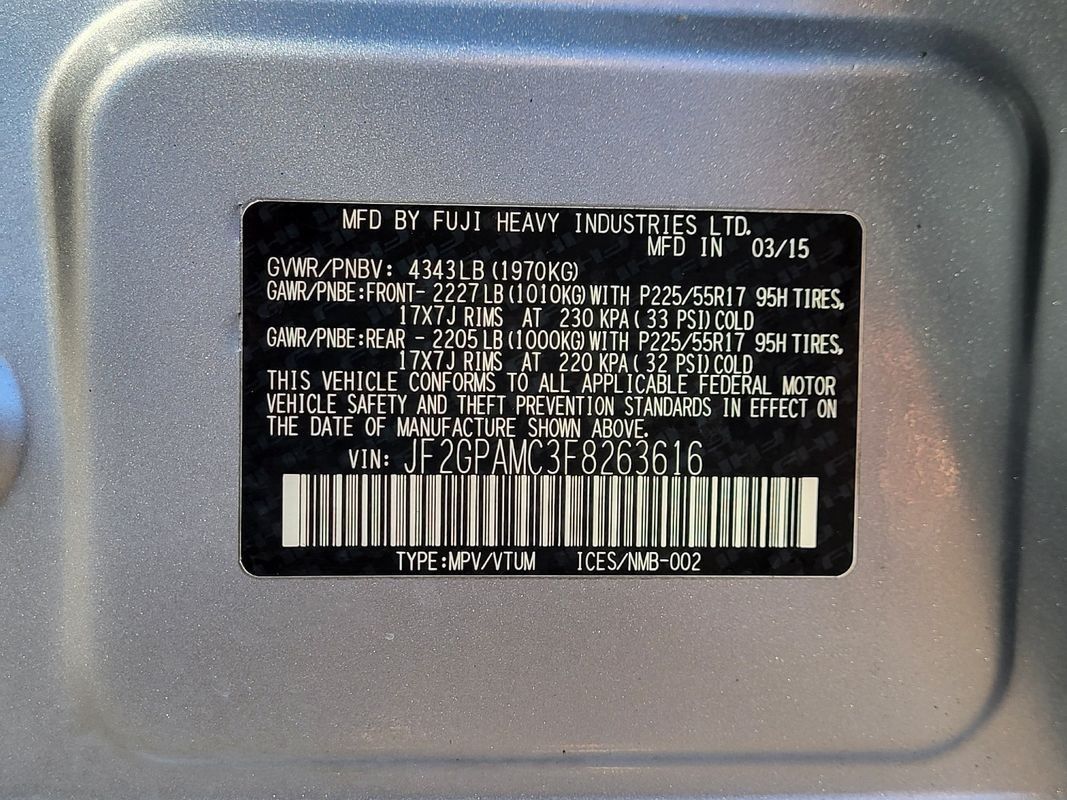 MFD BY FUJI HEAVY INDUSTRIES LTD.
MFD IN 03/15
GVWR/PNBV: 4343LB(1970KG)
GAWR/PNBE:FRONT- 2227LB(1010KG)WITH P225/55R17 95H TIRES,
17X7J RIMS AT 230 KPA(33 PSI)COLD
GAWR/PNBE:REAR - 2205LB(1000KG)WITH P225/55R17 95H TIRES,
17X7J RIMS AT 220 KPA(32 PSI)COLD
THIS VEHICLE CONFORMS TO ALL APPLICABLE FEDERAL MOTOR
VEHICLE SAFETY AND THEFT PREVENTION STANDARDS IN EFFECT ON
THE DATE OF MANUFACTURE SHOWN ABOVE.
VIN: JF2GPAMC3F8263616
TYPE:MPV/VTUM ICES/NMB-002